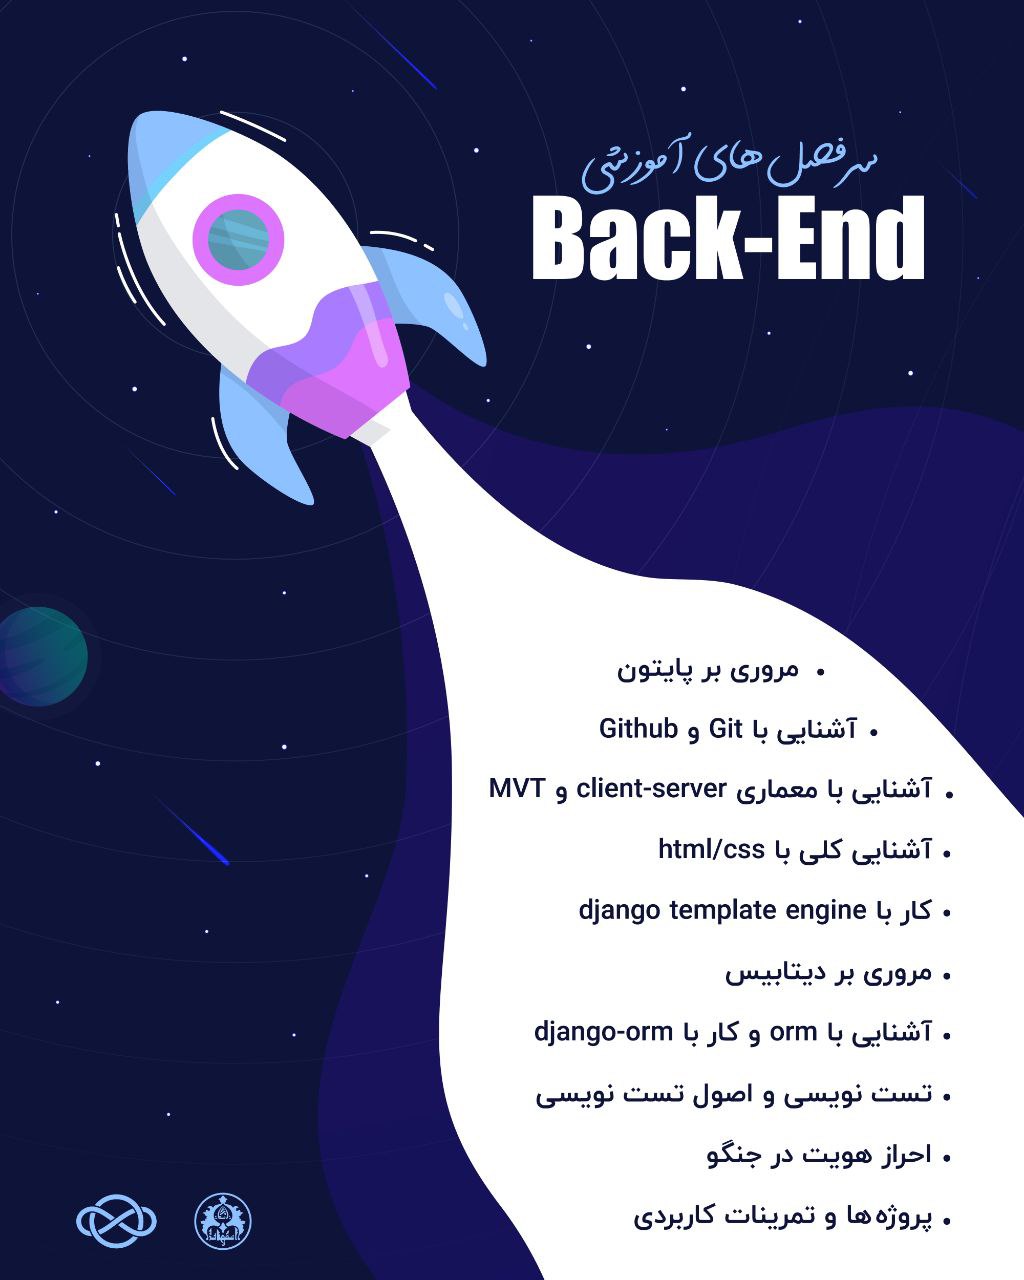 سرفصل های آموزشی
Back-End
• مروری بر پایتون
• آشنایی با Git و Github
• آشنایی با معماری client-server و MVT
• آشنایی کلی با html/css
• کار با django template engine
• مروری بر دیتابیس
• آشنایی با orm و کار با django-orm
• تست نویسی و اصول تست نویسی
• احراز هویت در جنگو
• پروژه‌ها و تمرینات کاربردی